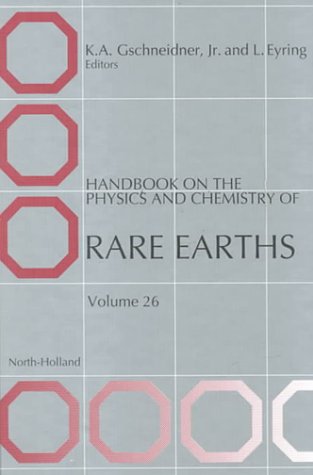 K.A. Gschneidner, Jr. and L. Eyring
Editors
HANDBOOK ON THE
PHYSICS AND CHEMISTRY OF
RARE EARTHS
Volume 26
North-Holland